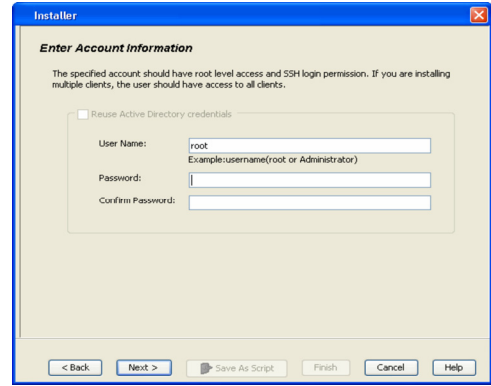 Installer
Enter Account Information
The specified account should have root level access and SSH login permission. If you are installing
multiple clients, the user should have access to all clients.
Reuse Active Directory credentials
User Name:
root
Example:username(root or Administrator)
Password:
Confirm Password:
< Back
Next >
Save As Script
Finish
Cancel
Help